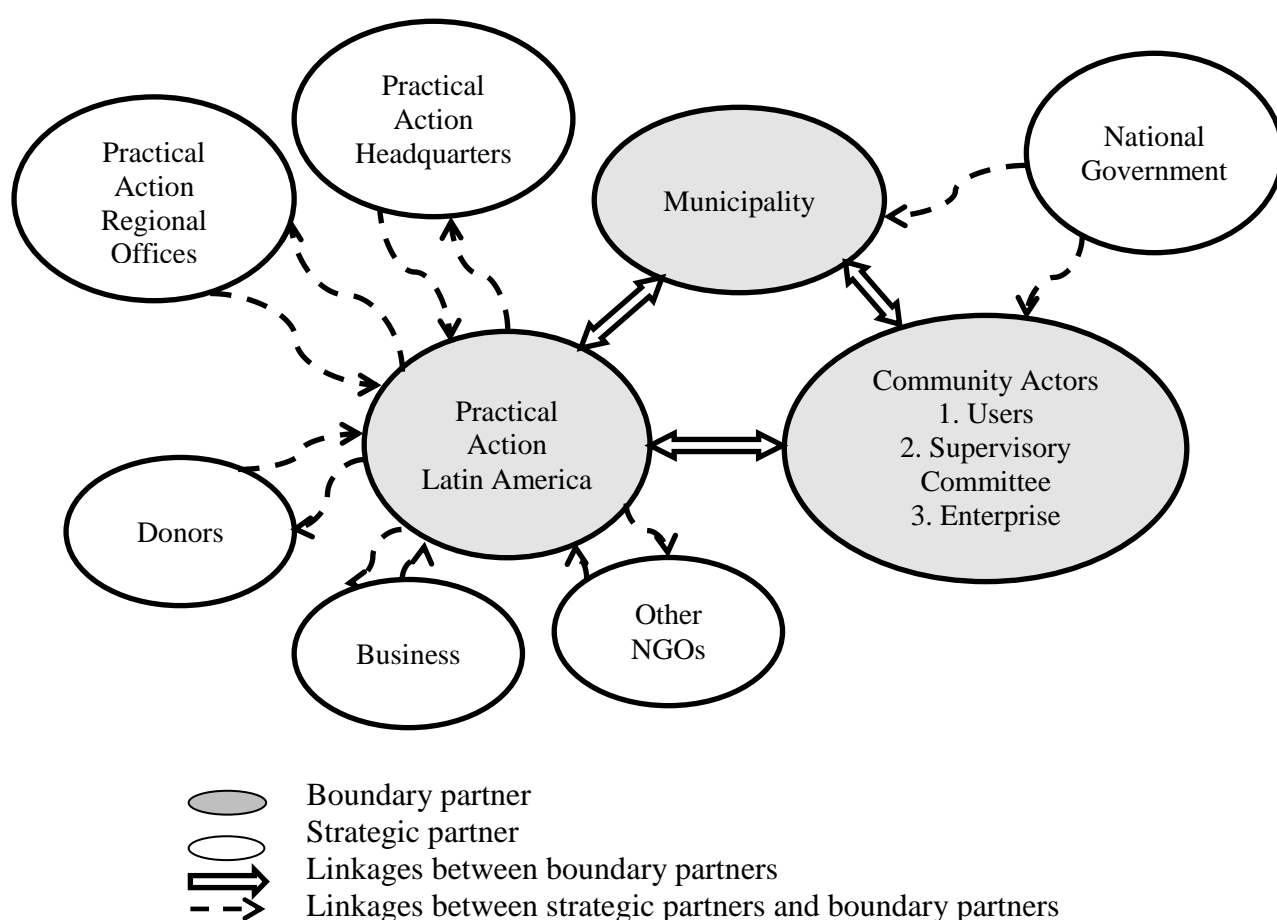 Practical
Action
Headquarters
Practical
Action
Regional
Offices
National
Government
Municipality
Community Actors
1. Users
2. Supervisory
Committee
3. Enterprise
Practical
Action
Latin America
Donors
Business
Other
NGOs
Boundary partner
Strategic partner
Linkages between boundary partners
Linkages between strategic partners and boundary partners